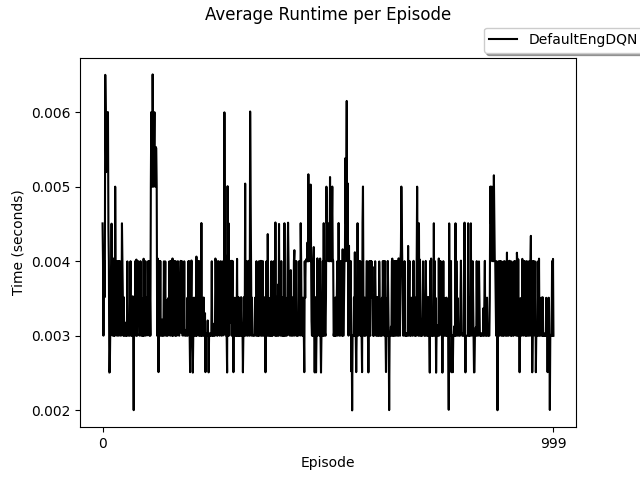 Average Runtime per Episode
DefaultEngDQN
0.006
0.005
0.004
0.003
0.002
Time (seconds)
0
999
Episode